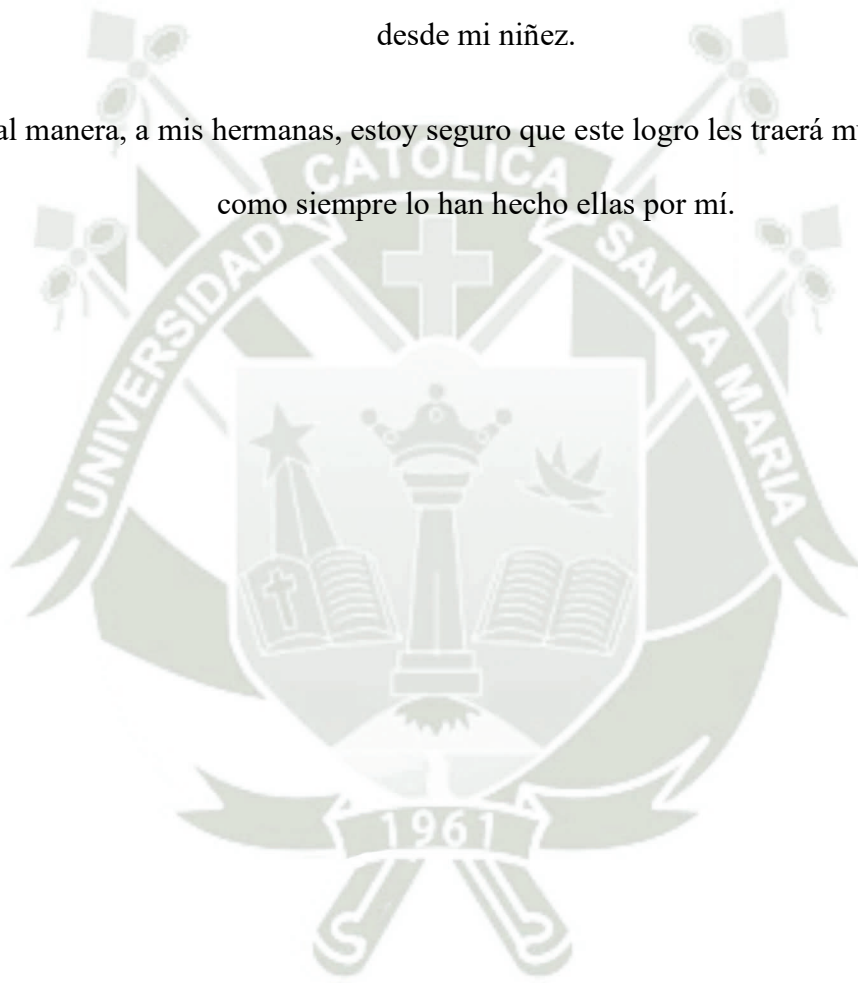 desde mi niñez.
al manera, a mis hermanas, estoy seguro que este logro les traerá
como siempre lo han hecho ellas por mí.
UNIVERSIDAD CATOLICA SANTA MARIA
1961